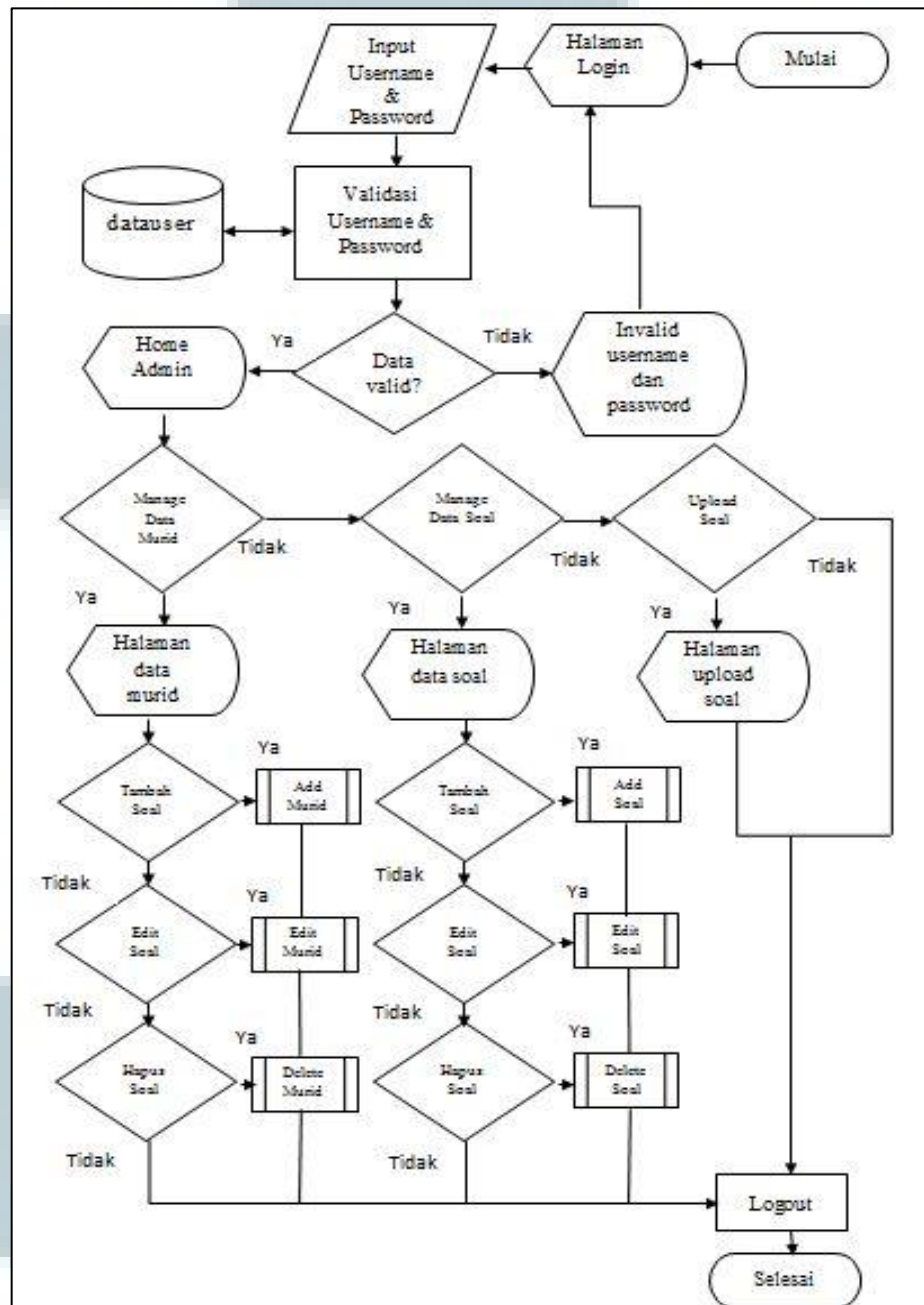 Mulai
Halaman
Login
Input
Username
&
Password
Validasi
Username &
Password
datauser
Data
valid?
Ya
Tidak
Home
Admin
Invalid
username
dan
password
Manage
Data
Murid
Tidak
Manage
Data Soal
Tidak
Upload
Soal
Tidak
Ya
Ya
Ya
Halaman
data
murid
Halaman
data soal
Halaman
upload
soal
Tambah
Soal
Ya
Add
Murid
Tambah
Soal
Ya
Add
Soal
Tidak
Tidak
Edit
Soal
Ya
Edit
Murid
Edit
Soal
Ya
Edit
Soal
Tidak
Tidak
Hapus
Soal
Ya
Delete
Murid
Hapus
Soal
Ya
Delete
Soal
Tidak
Tidak
Logout
Selesai